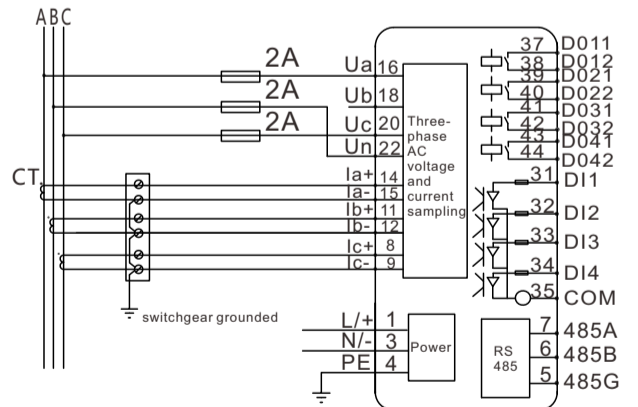 ABC
2A
2A
2A
Ua 16
Ub 18
Uc 20
Un 22
CT
Ia+ 14
Ia- 15
Ib+ 11
Ib- 12
Ic+ 8
Ic- 9
Three-
phase
AC
voltage
and
current
sampling
37 D011
38 D012
39 D021
40 D022
41 D031
42 D032
43 D041
44 D042
31 DI1
32 DI2
33 DI3
34 DI4
35 COM
switchgear grounded
L/+ 1
N/- 3
PE 4
Power
RS
485
7 485A
6 485B
5 485G